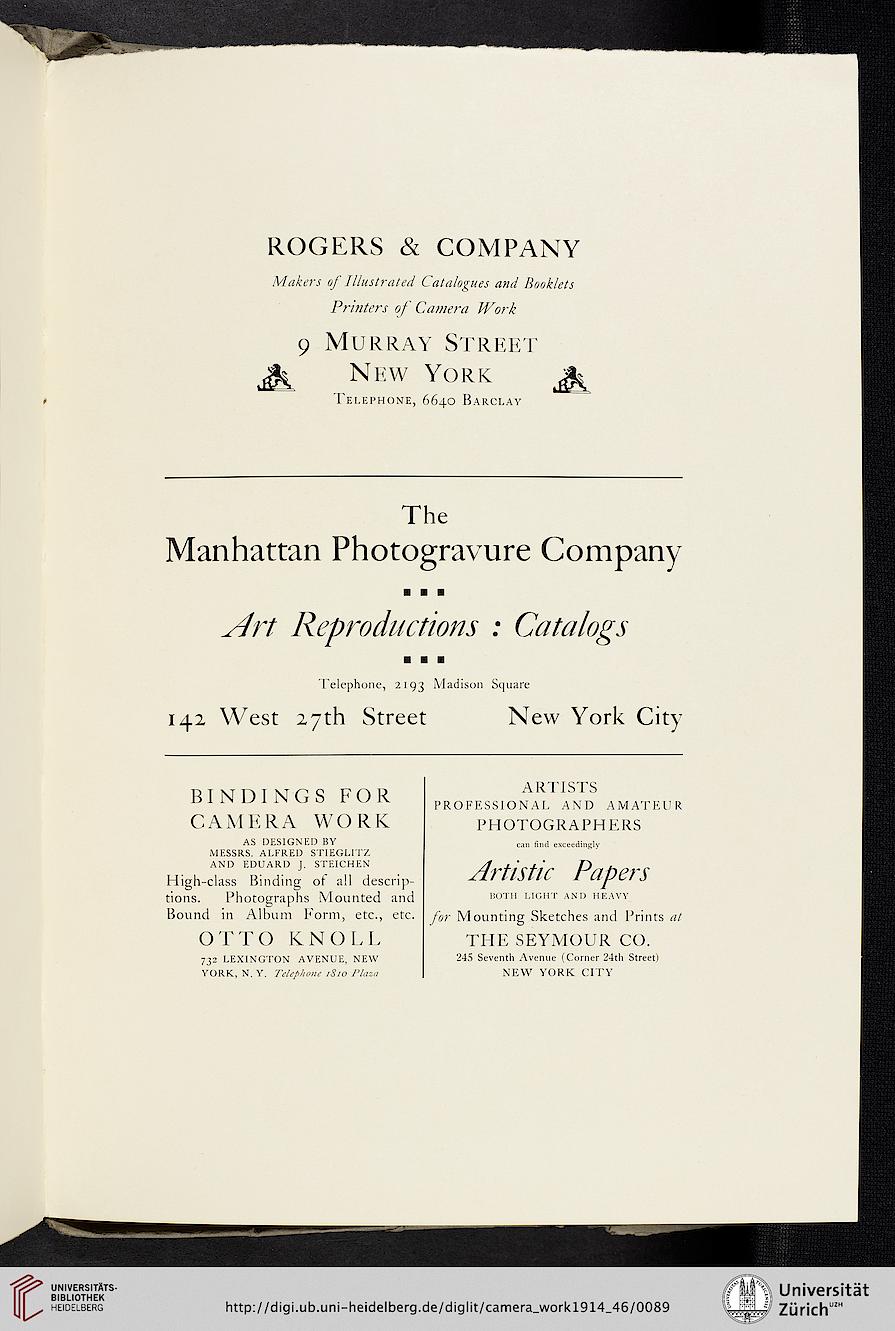 ROGERS & COMPANY
Makers of Illustrated Catalogues and Booklets
Printers of Camera Work
9 MURRAY STREET
NEW YORK
TELEPHONE, 6640 BARCLAY
The
Manhattan Photogravure Company
Art Reproductions : Catalogs
Telephone, 2193 Madison Square
142 West 27th Street New York City
BINDINGS FOR
CAMERA WORK
AS DESIGNED BY
MESSRS. ALFRED STIEGLITZ
AND EDUARD J. STEICHEN
High-class Binding of all descrip-
tions. Photographs Mounted and
Bound in Album Form, etc., etc.
OTTO KNOLL
732 LEXINGTON AVENUE, NEW
YORK, N. Y. Telephone 1810 Plaza
ARTISTS
PROFESSIONAL AND AMATEUR
PHOTOGRAPHERS
can find exceedingly
Artistic Papers
BOTH LIGHT AND HEAVY
for Mounting Sketches and Prints at
THE SEYMOUR CO.
245 Seventh Avenue (Corner 24th Street)
NEW YORK CITY
UNIVERSITÄTS-
BIBLIOTHEK
HEIDELBERG
http://digi.ub.uni-heidelberg.de/diglit/camera_work1914_46/0089
Universität
Zürich UZH